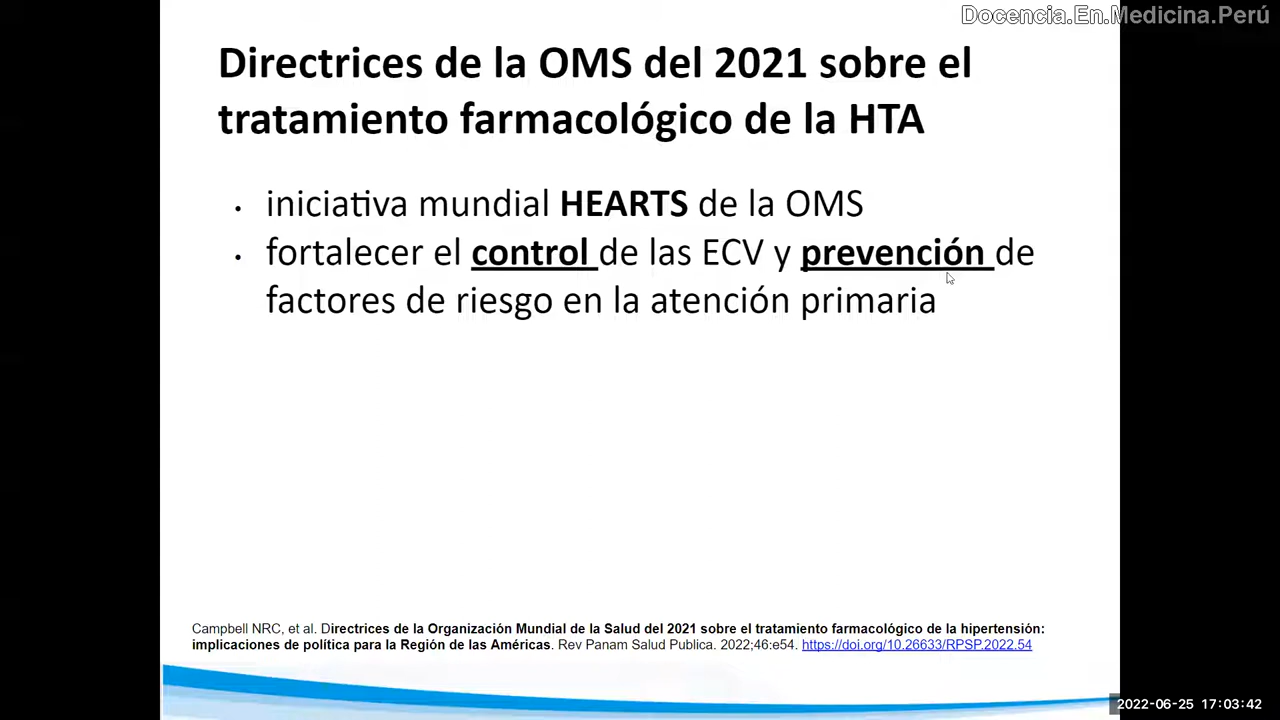 Docencia.En.Medicina.Perú
Directrices de la OMS del 2021 sobre el
tratamiento farmacológico de la HTA
• iniciativa mundial HEARTS de la OMS
• fortalecer el control de las ECV y prevención de
factores de riesgo en la atención primaria
Campbell NRC, et al. Directrices de la Organización Mundial de la Salud del 2021 sobre el tratamiento farmacológico de la hipertensión:
implicaciones de política para la Región de las Américas. Rev Panam Salud Publica. 2022;46:e54. https://doi.org/10.26633/RPSP.2022.54
2022-06-25 17:03:42